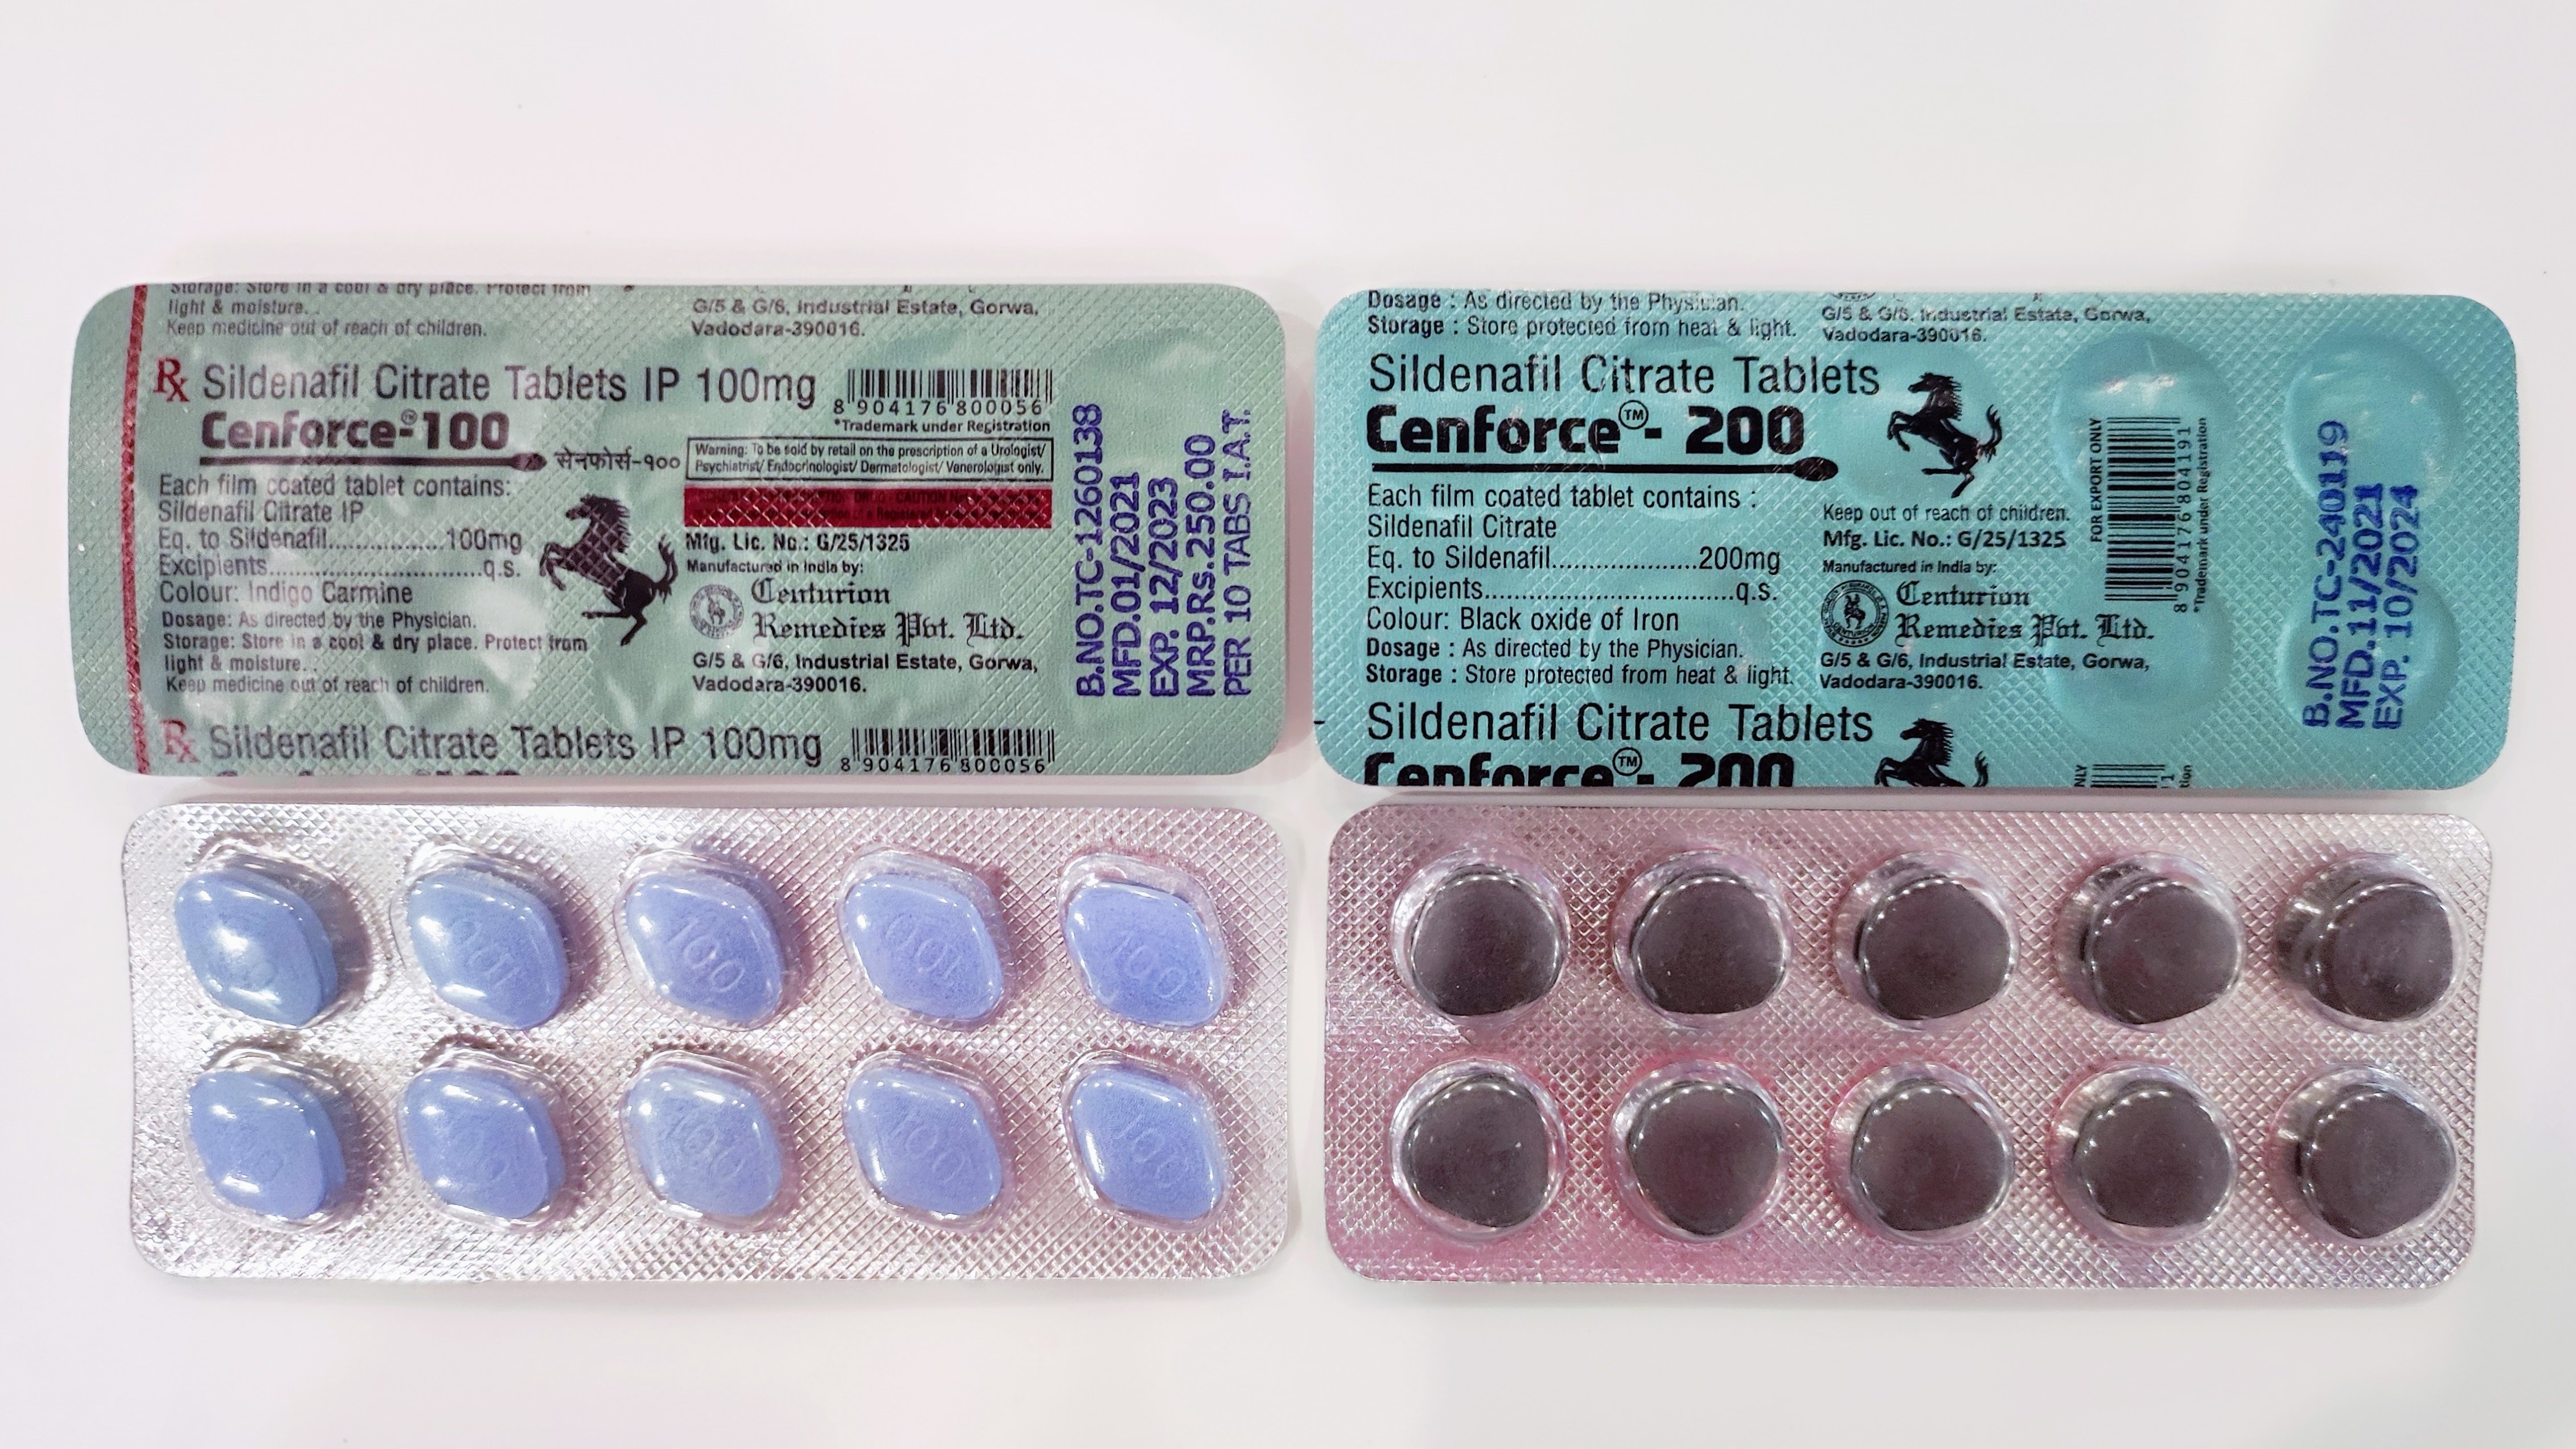 Storage: Store in a cool & dry place. Protect from
light & moisture.
Keep medicine out of reach of children.
G/5 & G/6, Industrial Estate, Gorwa,
Vadodara-390016.
Rx Sildenafil Citrate Tablets IP 100mg
Cenforce™-100
सेनफोर्स-१००
Each film coated tablet contains:
Sildenafil Citrate IP
Eq. to Sildenafil.................100mg
Excipients................................q.s.
Colour: Indigo Carmine
Dosage: As directed by the Physician.
Storage: Store in a cool & dry place. Protect from
light & moisture.
Keep medicine out of reach of children.
8 904176 800056
*Trademark under Registration
Warning: To be sold by retail on the prescription of a Urologist/
Psychiatrist/ Endocrinologist/ Dermatologist/ Venerologist only.
Mfg. Lic. No.: G/25/1325
Manufactured in India by:
Centurion
Remedies Pvt. Ltd.
G/5 & G/6, Industrial Estate, Gorwa,
Vadodara-390016.
B.NO.TC-1260138
MFD.01/2021
EXP. 12/2023
MRP.Rs.250.00
PER 10 TABS I.A.T.
Rx Sildenafil Citrate Tablets IP 100mg
8 904176 800056
Dosage : As directed by the Physician.
Storage : Store protected from heat & light.
G/5 & G/6, Industrial Estate, Gorwa,
Vadodara-390016.
Sildenafil Citrate Tablets
Cenforce™- 200
Each film coated tablet contains :
Sildenafil Citrate
Eq. to Sildenafil......................200mg
Excipients.....................................q.s.
Colour: Black oxide of Iron
Dosage : As directed by the Physician.
Storage : Store protected from heat & light.
Keep out of reach of children.
Mfg. Lic. No.: G/25/1325
Manufactured in India by:
Centurion
Remedies Pvt. Ltd.
G/5 & G/6, Industrial Estate, Gorwa,
Vadodara-390016.
FOR EXPORT ONLY
8 904176 804191
*Trademark under Registration
B.NO.TC-240119
MFD.11/2021
EXP. 10/2024
Sildenafil Citrate Tablets
Cenforce™- 200
100
100
100
100
100
100
100
100